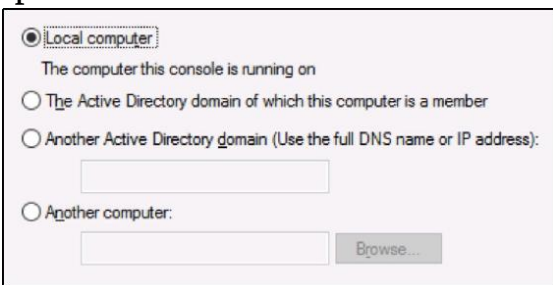 Local computer
The computer this console is running on
The Active Directory domain of which this computer is a member
Another Active Directory domain (Use the full DNS name or IP address):
Another computer:
Browse...